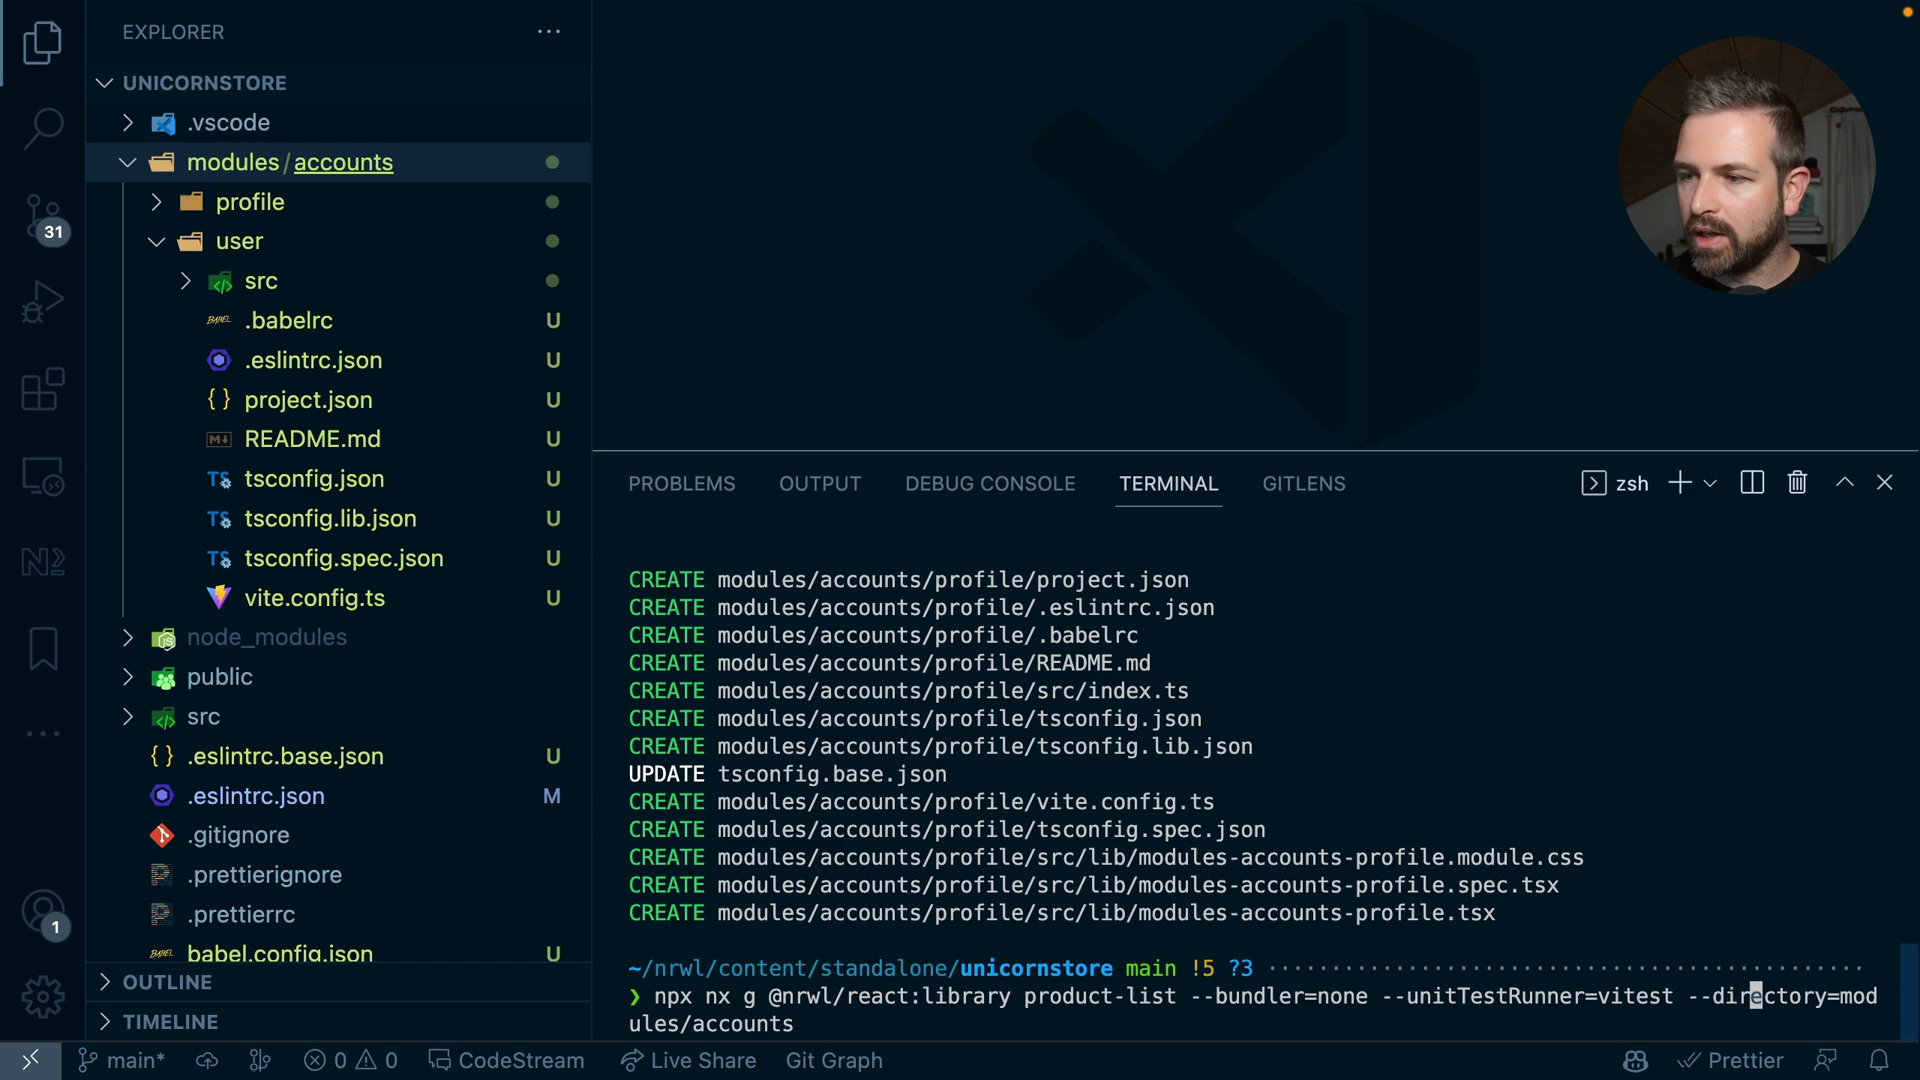 EXPLORER
UNICORNSTORE
.vscode
modules/accounts
profile
user
src
.babelrc
U
.eslintrc.json
U
project.json
U
README.md
U
tsconfig.json
U
tsconfig.lib.json
U
tsconfig.spec.json
U
vite.config.ts
U
node_modules
public
src
.eslintrc.base.json
U
.eslintrc.json
M
.gitignore
.prettierignore
.prettierrc
babel.config.json
U
OUTLINE
TIMELINE
31
1
PROBLEMS
OUTPUT
DEBUG CONSOLE
TERMINAL
GITLENS
zsh
CREATE modules/accounts/profile/project.json
CREATE modules/accounts/profile/.eslintrc.json
CREATE modules/accounts/profile/.babelrc
CREATE modules/accounts/profile/README.md
CREATE modules/accounts/profile/src/index.ts
CREATE modules/accounts/profile/tsconfig.json
CREATE modules/accounts/profile/tsconfig.lib.json
UPDATE tsconfig.base.json
CREATE modules/accounts/profile/vite.config.ts
CREATE modules/accounts/profile/tsconfig.spec.json
CREATE modules/accounts/profile/src/lib/modules-accounts-profile.module.css
CREATE modules/accounts/profile/src/lib/modules-accounts-profile.spec.tsx
CREATE modules/accounts/profile/src/lib/modules-accounts-profile.tsx
~/nrwl/content/standalone/unicornstore main !5 ?3
❯ npx nx g @nrwl/react:library product-list --bundler=none --unitTestRunner=vitest --directory=mod
ules/accounts
main*
0
0
CodeStream
Live Share
Git Graph
Prettier